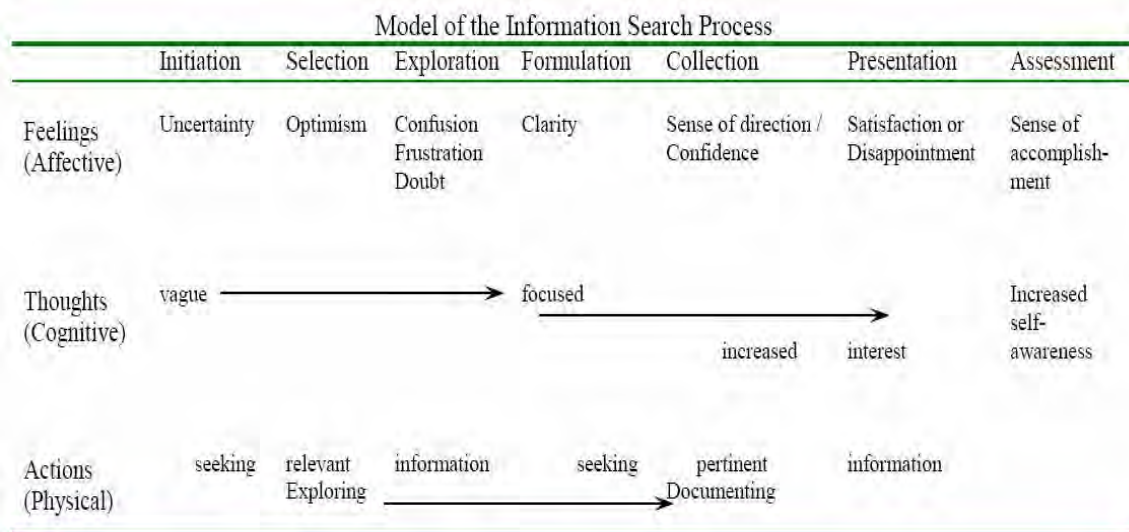 Model of the Information Search Process
Initiation Selection Exploration Formulation Collection Presentation Assessment
Feelings (Affective)
Uncertainty
Optimism
Confusion
Frustration
Doubt
Clarity
Sense of direction /
Confidence
Satisfaction or
Disappointment
Sense of
accomplish-
ment
Thoughts
(Cognitive)
vague
focused
increased interest
Increased
self-
awareness
Actions
(Physical)
seeking relevant information seeking pertinent information
Exploring Documenting